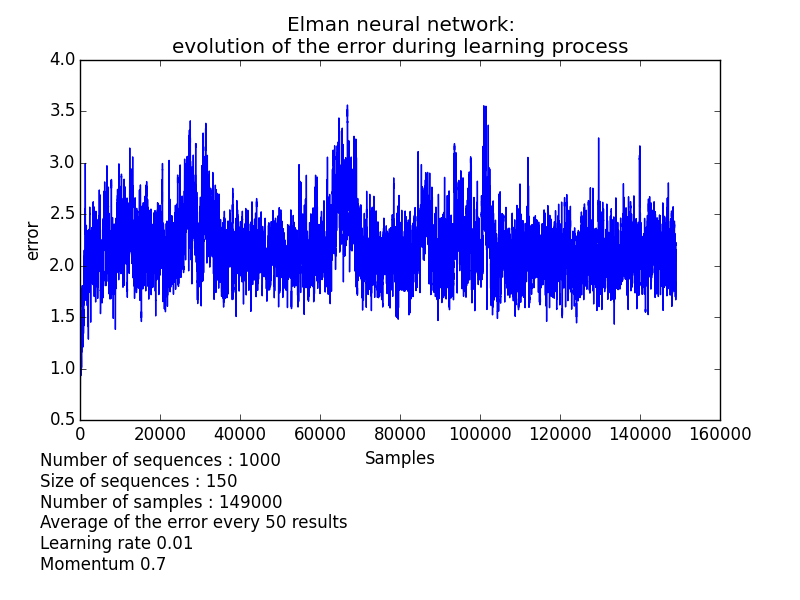 Elman neural network:
evolution of the error during learning process
4.0
3.5
3.0
2.5
2.0
1.5
1.0
0.5
error
0 20000 40000 60000 80000 100000 120000 140000 160000
Samples
Number of sequences : 1000
Size of sequences : 150
Number of samples : 149000
Average of the error every 50 results
Learning rate 0.01
Momentum 0.7